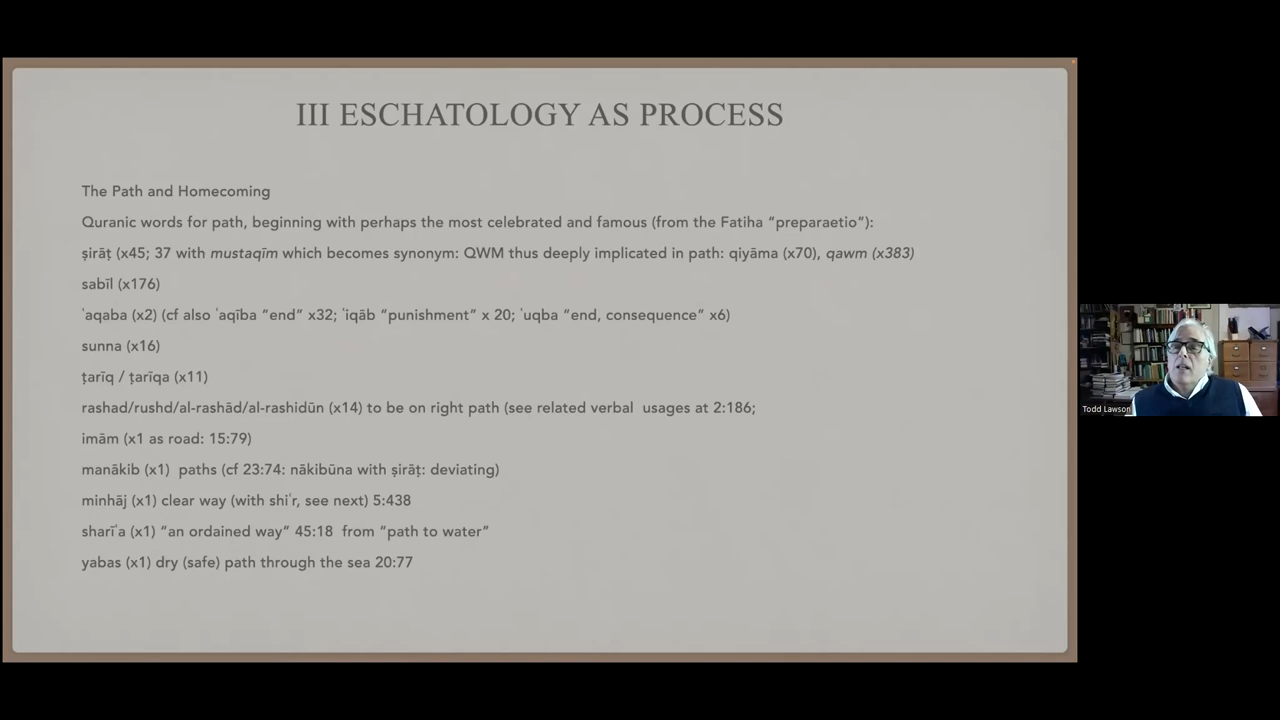 III ESCHATOLOGY AS PROCESS
The Path and Homecoming
Quranic words for path, beginning with perhaps the most celebrated and famous (from the Fatiha “preparaetio”):
ṣirāṭ (x45; 37 with mustaqīm which becomes synonym: QWM thus deeply implicated in path: qiyāma (x70), qawm (x383)
sabīl (x176)
ʿaqaba (x2) (cf also ʿaqība “end” x32; ʿiqāb “punishment” x 20; ʿuqba “end, consequence” x6)
sunna (x16)
ṭarīq / ṭarīqa (x11)
rashad/rushd/al-rashād/al-rashidūn (x14) to be on right path (see related verbal usages at 2:186;
imām (x1 as road: 15:79)
manākib (x1) paths (cf 23:74: nākibūna with ṣirāṭ: deviating)
minhāj (x1) clear way (with shiʿr, see next) 5:438
sharīʿa (x1) “an ordained way” 45:18 from “path to water”
yabas (x1) dry (safe) path through the sea 20:77
Todd Lawson